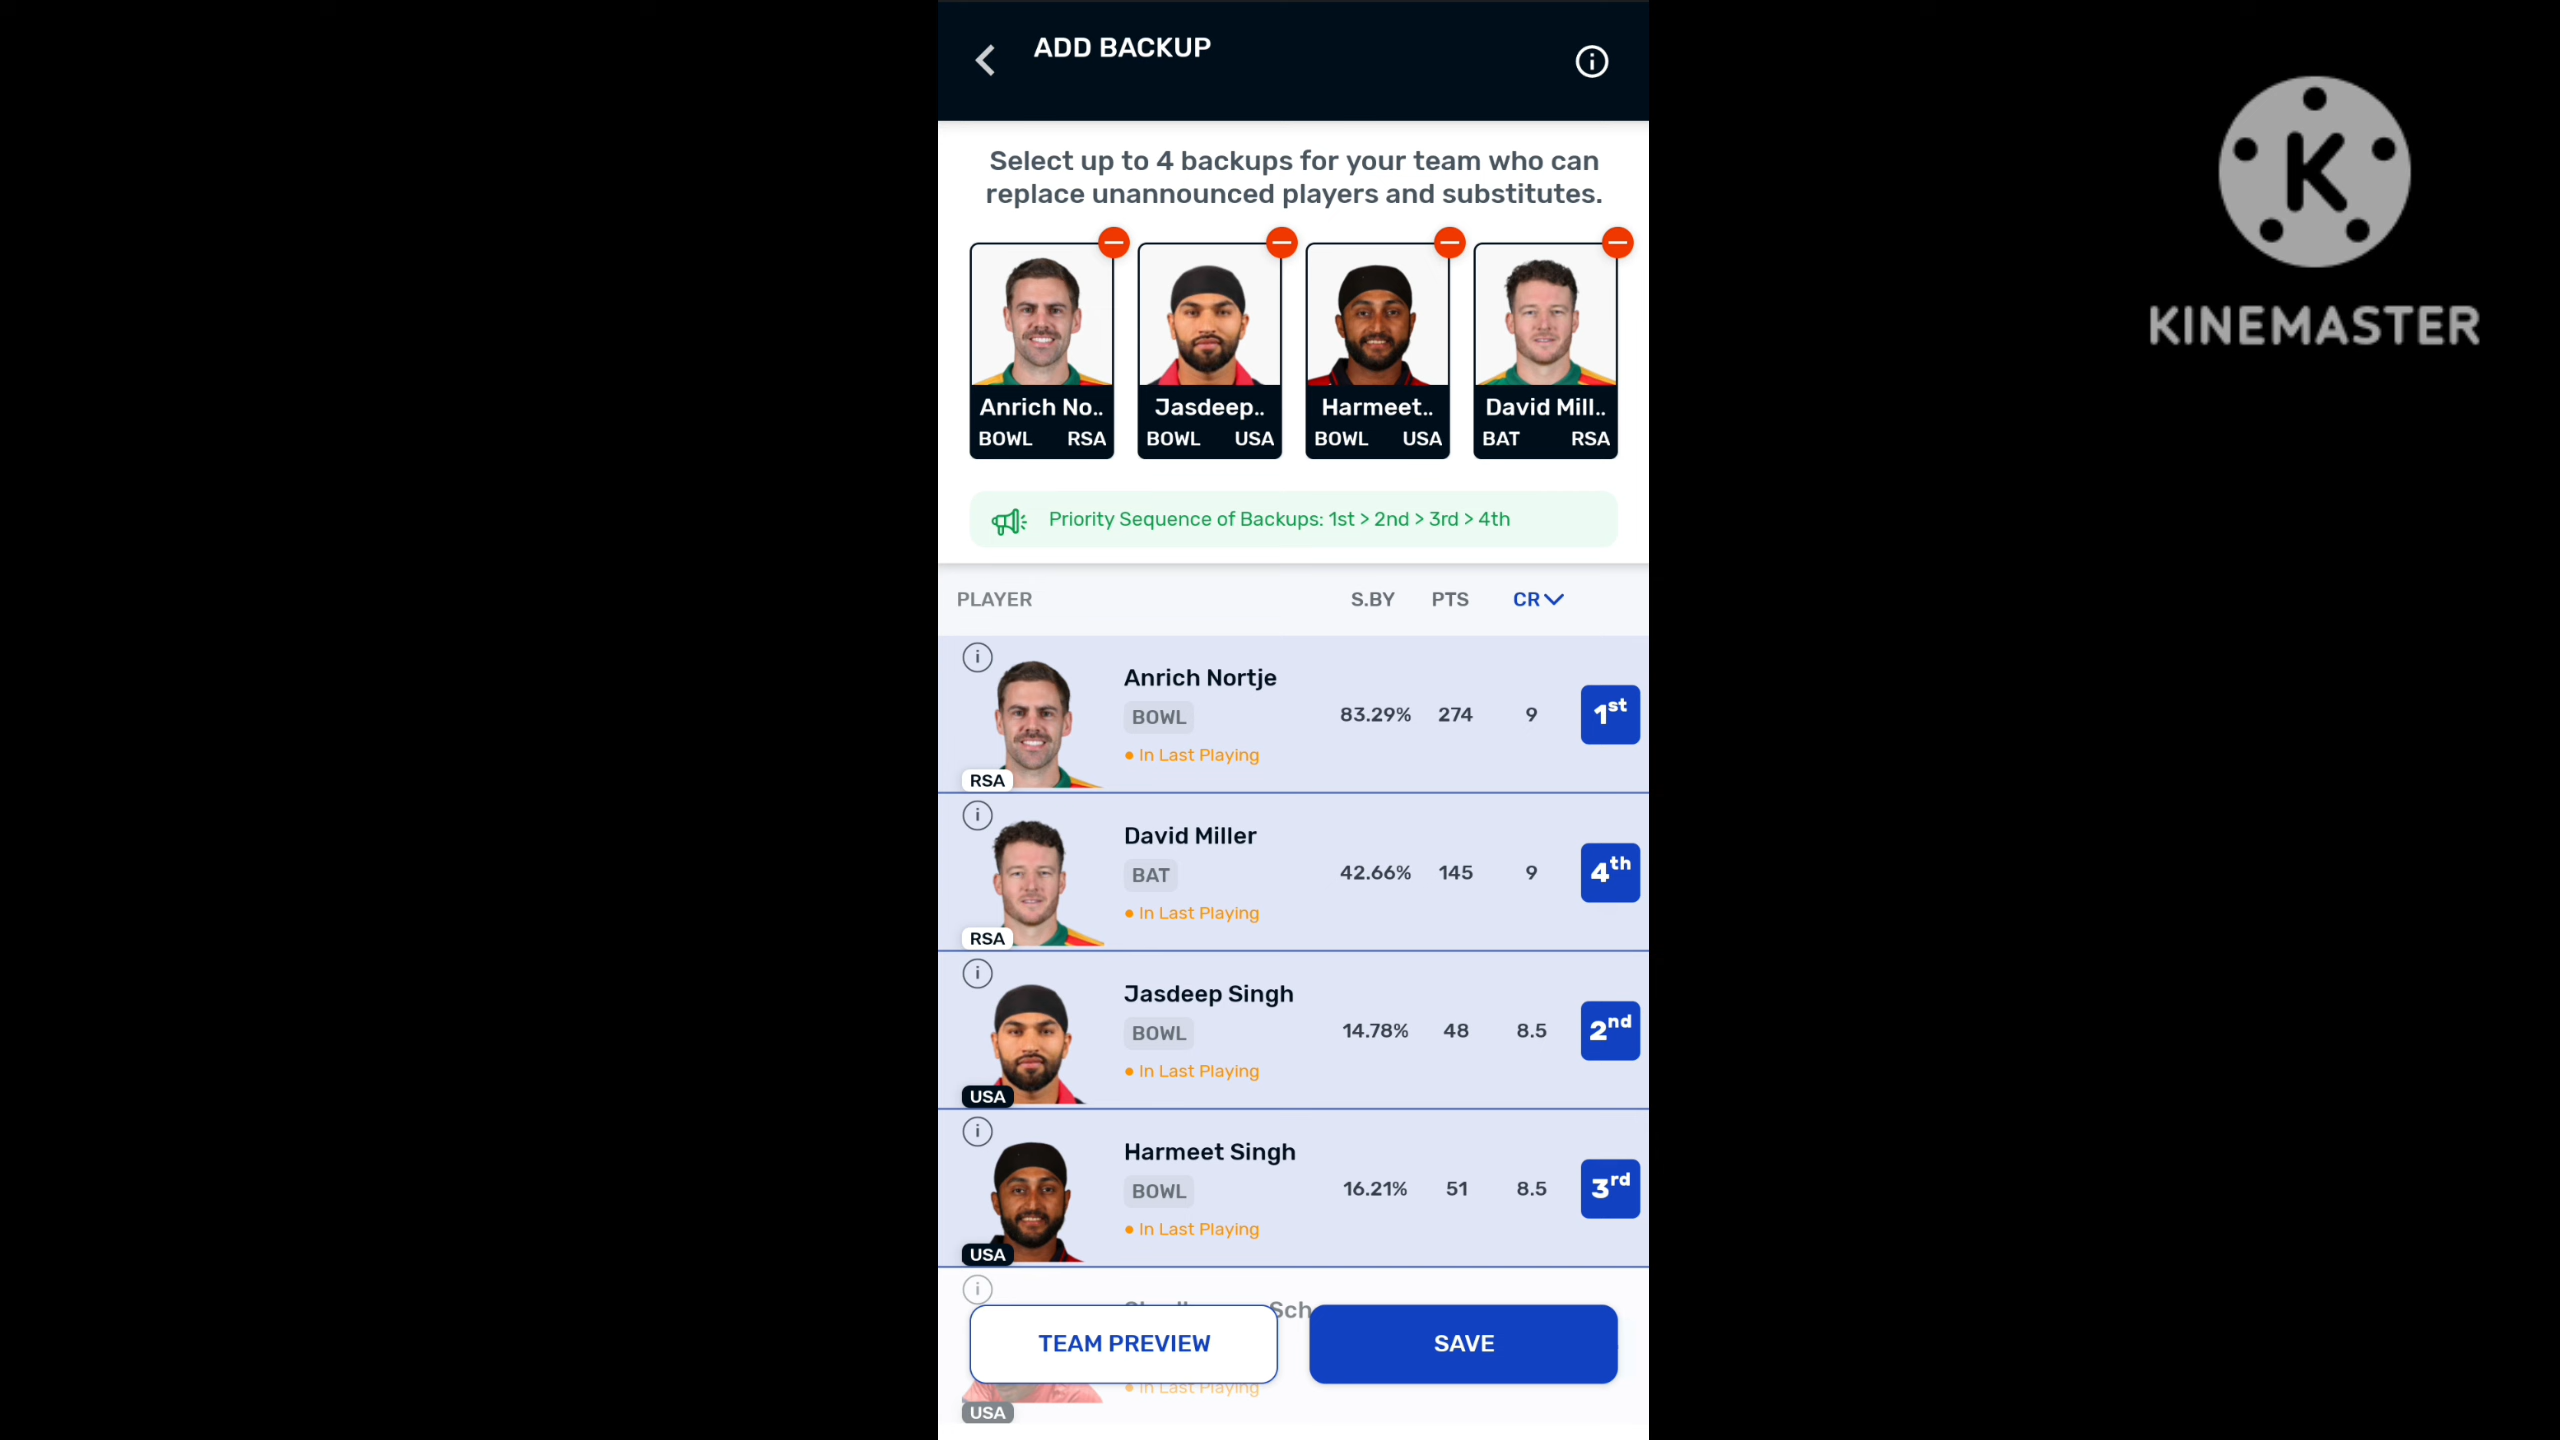 ADD BACKUP
Select up to 4 backups for your team who can
replace unannounced players and substitutes.
Anrich No.. Jasdeep.. Harmeet.. David Mill..
BOWL RSA BOWL USA BOWL USA BAT RSA
Priority Sequence of Backups: 1st > 2nd > 3rd > 4th
PLAYER S.BY PTS CR
Anrich Nortje
BOWL 83.29% 274 9 1st
In Last Playing
RSA
David Miller
BAT 42.66% 145 9 4th
In Last Playing
RSA
Jasdeep Singh
BOWL 14.78% 48 8.5 2nd
In Last Playing
USA
Harmeet Singh
BOWL 16.21% 51 8.5 3rd
In Last Playing
USA
TEAM PREVIEW SAVE
In Last Playing
USA
K
KINEMASTER